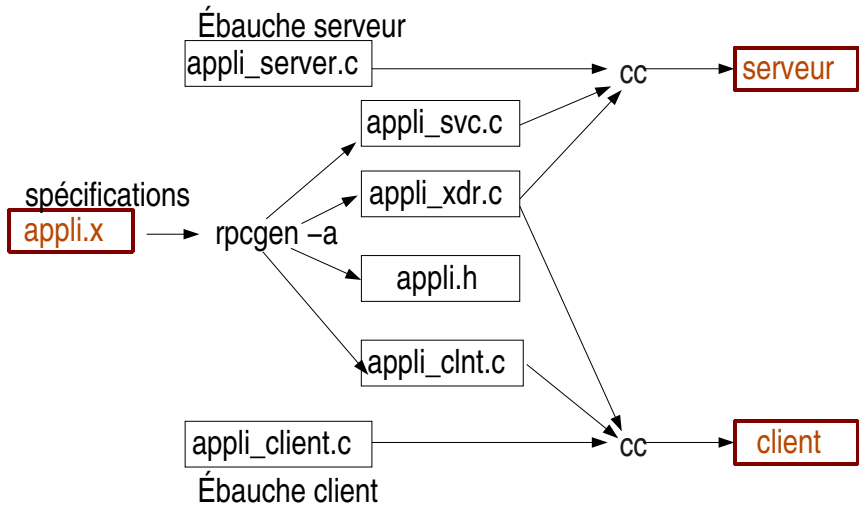 Ébauche serveur
appli_server.c
cc
serveur
appli_svc.c
spécifications
appli_xdr.c
appli.x
rpcgen –a
appli.h
appli_clnt.c
appli_client.c
cc
client
Ébauche client